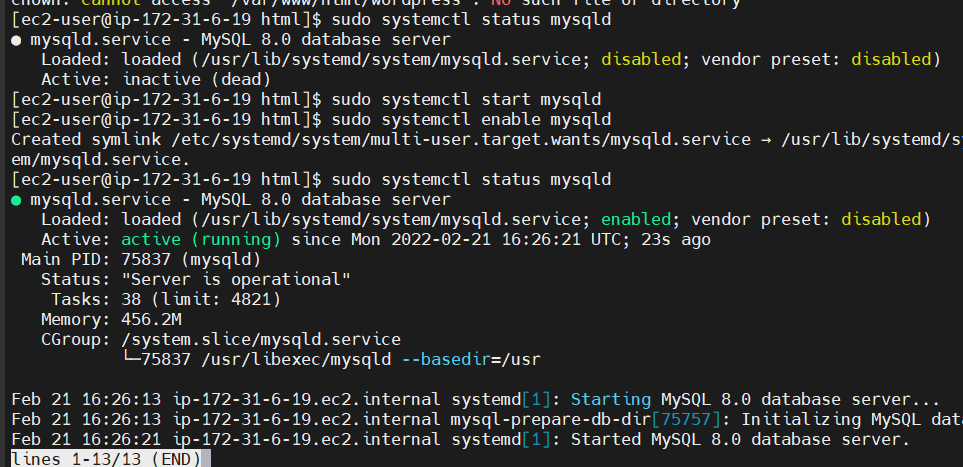 chown: cannot access '/var/www/html/wordpress': No such file or directory
[ec2-user@ip-172-31-6-19 html]$ sudo systemctl status mysqld
● mysqld.service - MySQL 8.0 database server
   Loaded: loaded (/usr/lib/systemd/system/mysqld.service; disabled; vendor preset: disabled)
   Active: inactive (dead)
[ec2-user@ip-172-31-6-19 html]$ sudo systemctl start mysqld
[ec2-user@ip-172-31-6-19 html]$ sudo systemctl enable mysqld
Created symlink /etc/systemd/system/multi-user.target.wants/mysqld.service → /usr/lib/systemd/s
em/mysqld.service.
[ec2-user@ip-172-31-6-19 html]$ sudo systemctl status mysqld
● mysqld.service - MySQL 8.0 database server
   Loaded: loaded (/usr/lib/systemd/system/mysqld.service; enabled; vendor preset: disabled)
   Active: active (running) since Mon 2022-02-21 16:26:21 UTC; 23s ago
 Main PID: 75837 (mysqld)
   Status: "Server is operational"
    Tasks: 38 (limit: 4821)
   Memory: 456.2M
   CGroup: /system.slice/mysqld.service
           └─75837 /usr/libexec/mysqld --basedir=/usr

Feb 21 16:26:13 ip-172-31-6-19.ec2.internal systemd[1]: Starting MySQL 8.0 database server...
Feb 21 16:26:13 ip-172-31-6-19.ec2.internal mysql-prepare-db-dir[75757]: Initializing MySQL dat
Feb 21 16:26:21 ip-172-31-6-19.ec2.internal systemd[1]: Started MySQL 8.0 database server.
lines 1-13/13 (END)